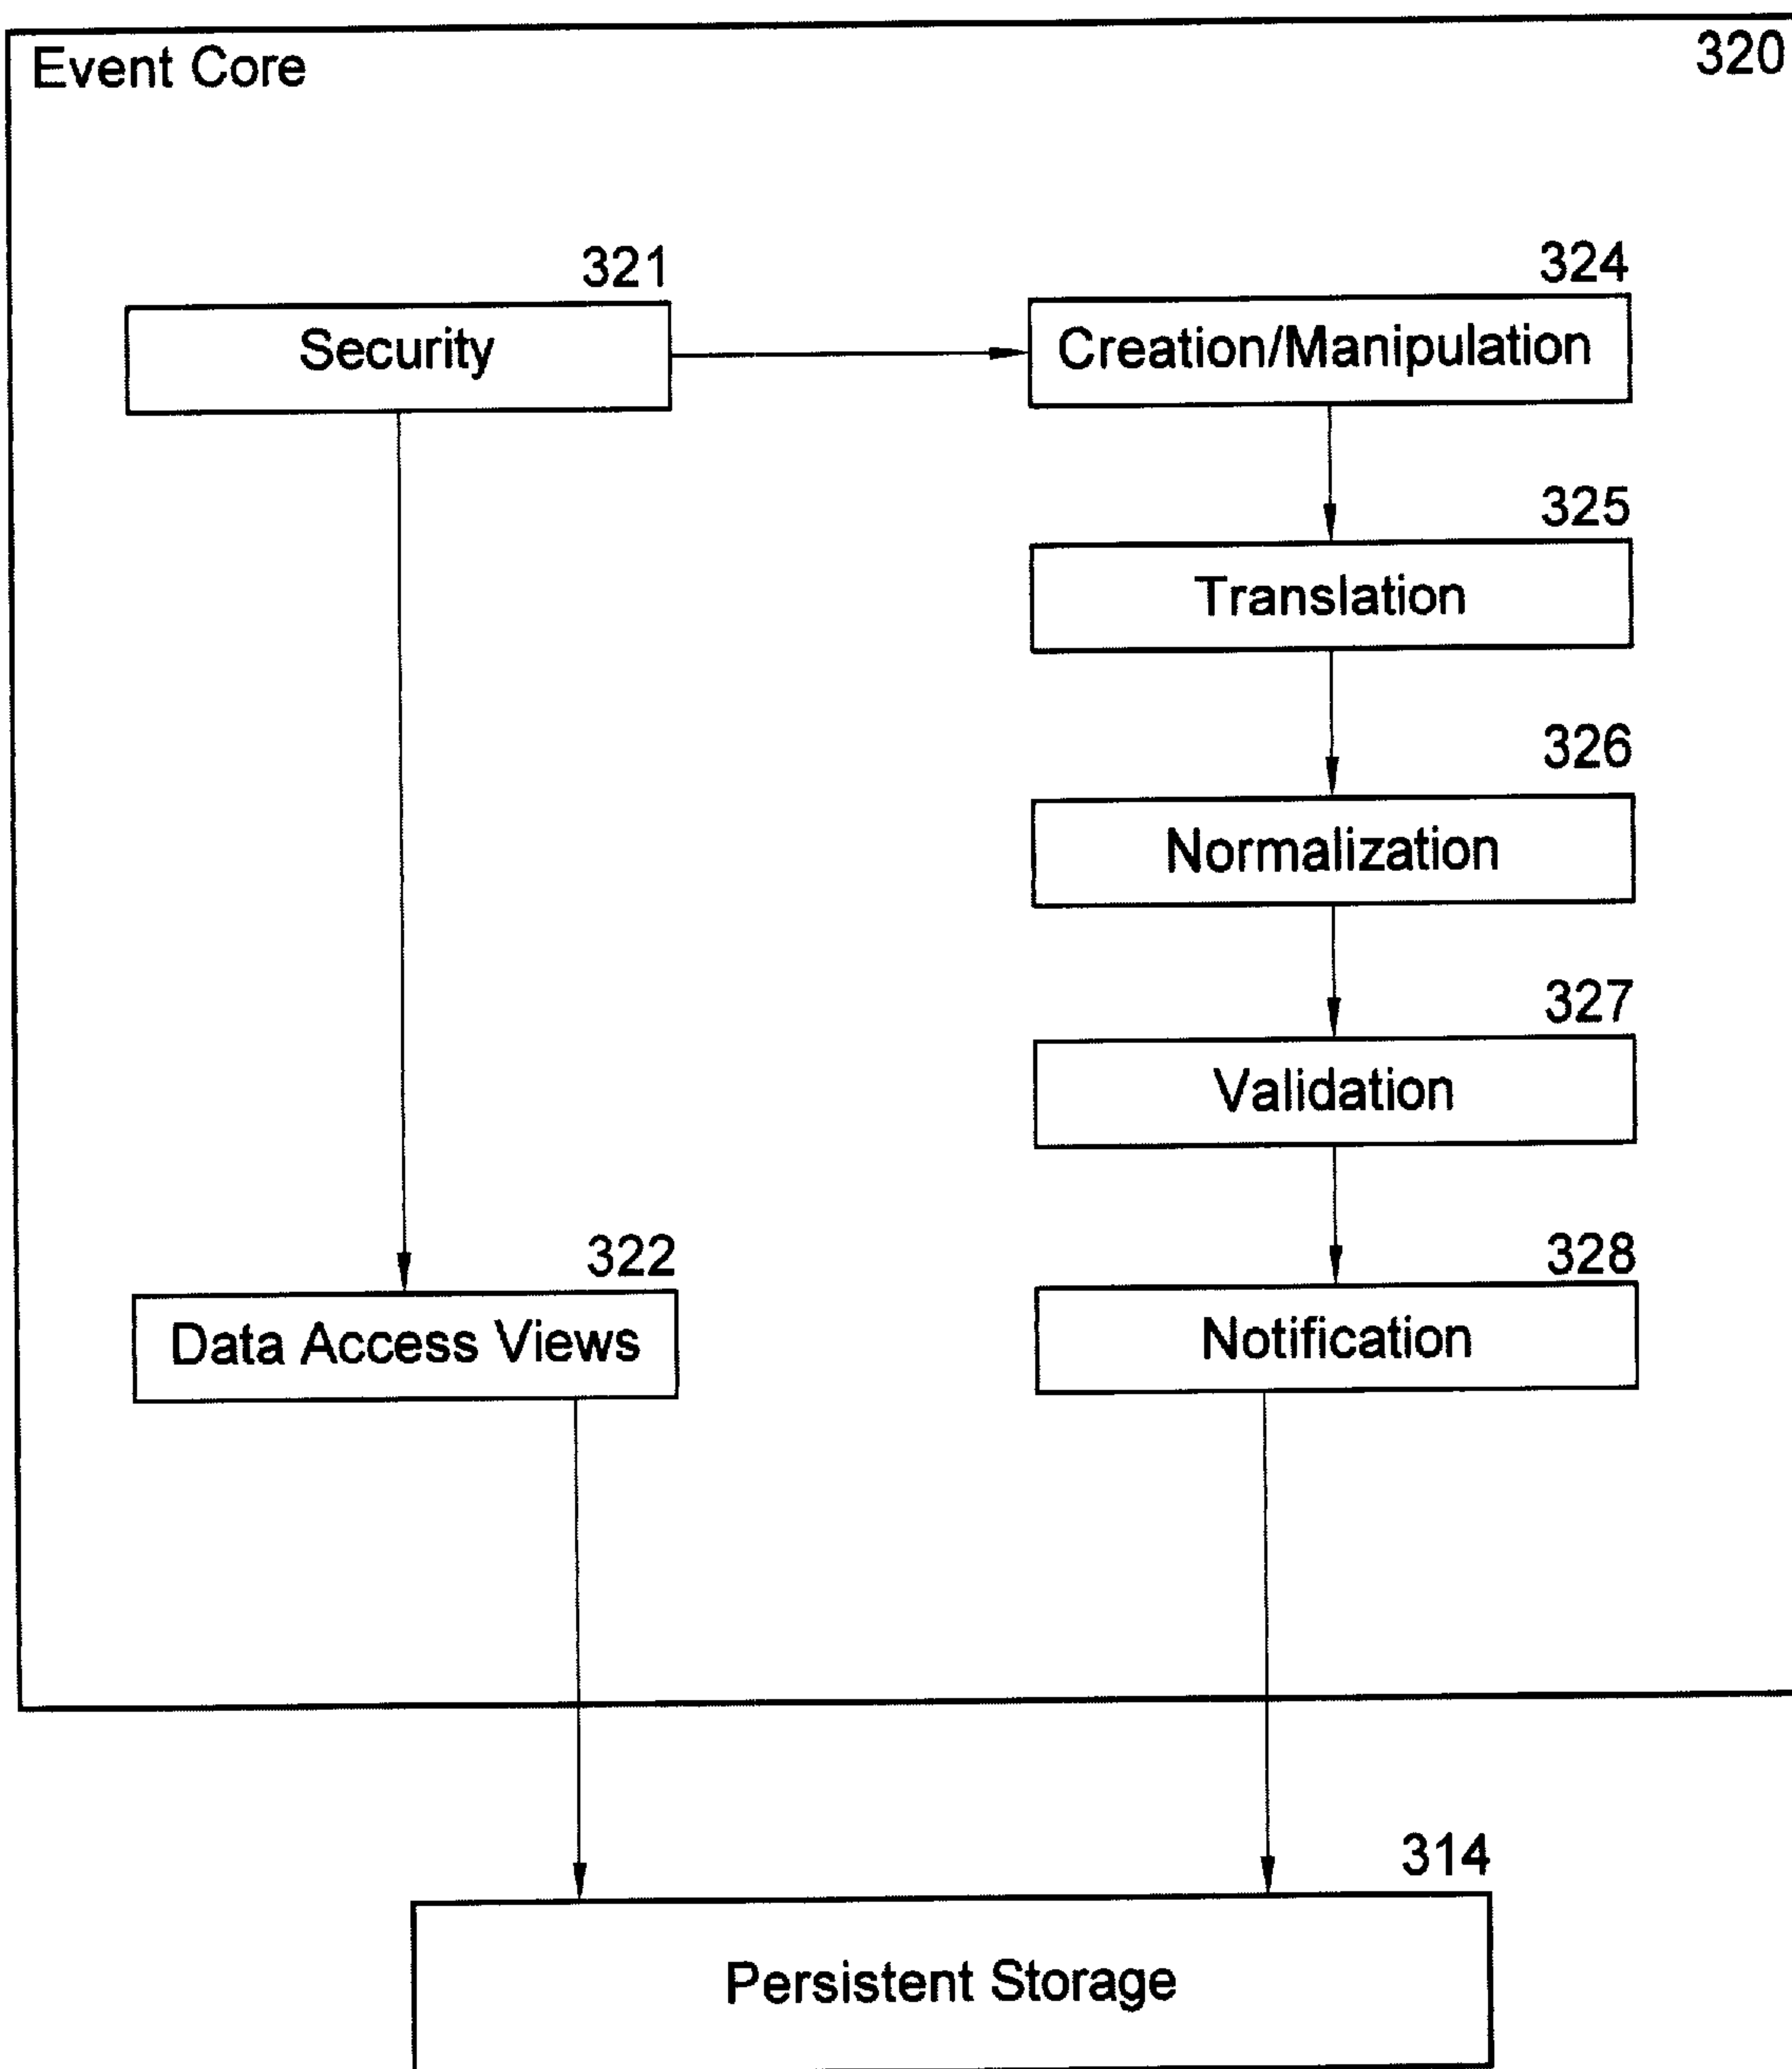 Event Core
320
321
Security
324
Creation/Manipulation
325
Translation
326
Normalization
327
Validation
322
Data Access Views
328
Notification
314
Persistent Storage